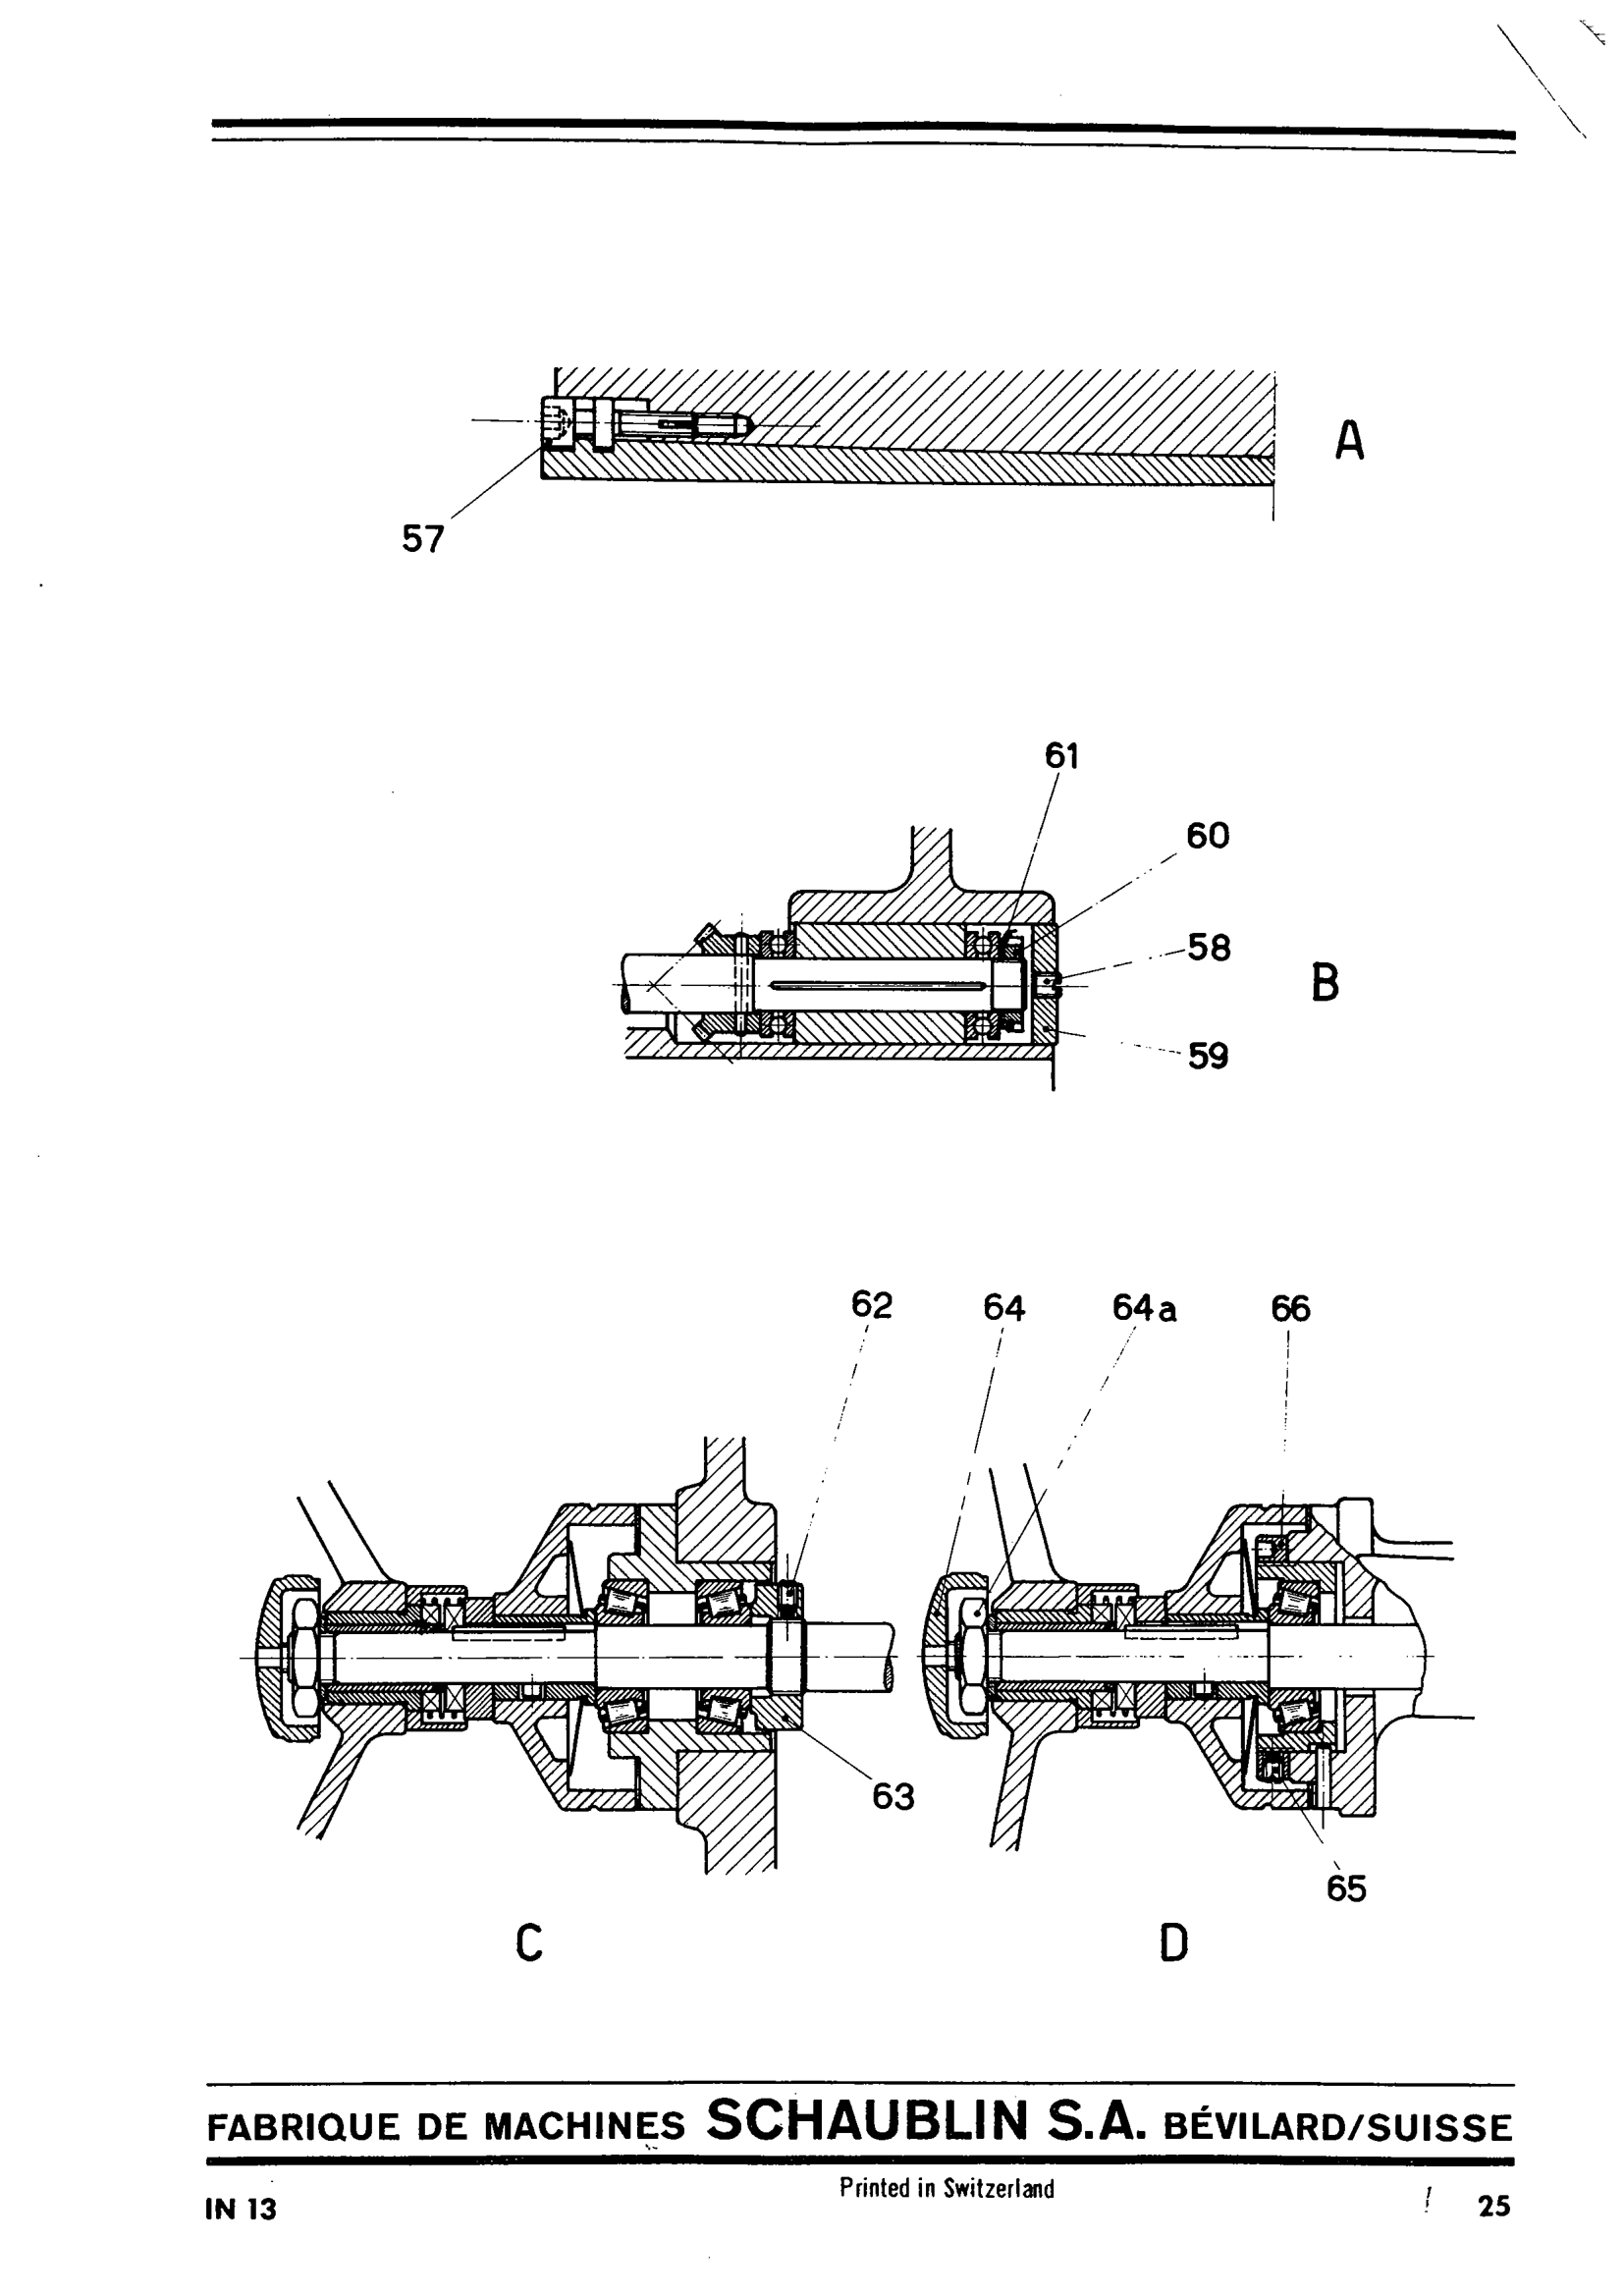 A
57
61
60
58
B
59
62 64 64a 66
63
65
C D
FABRIQUE DE MACHINES SCHAUBLIN S.A. BÉVILARD/SUISSE
Printed in Switzerland
IN 13 25